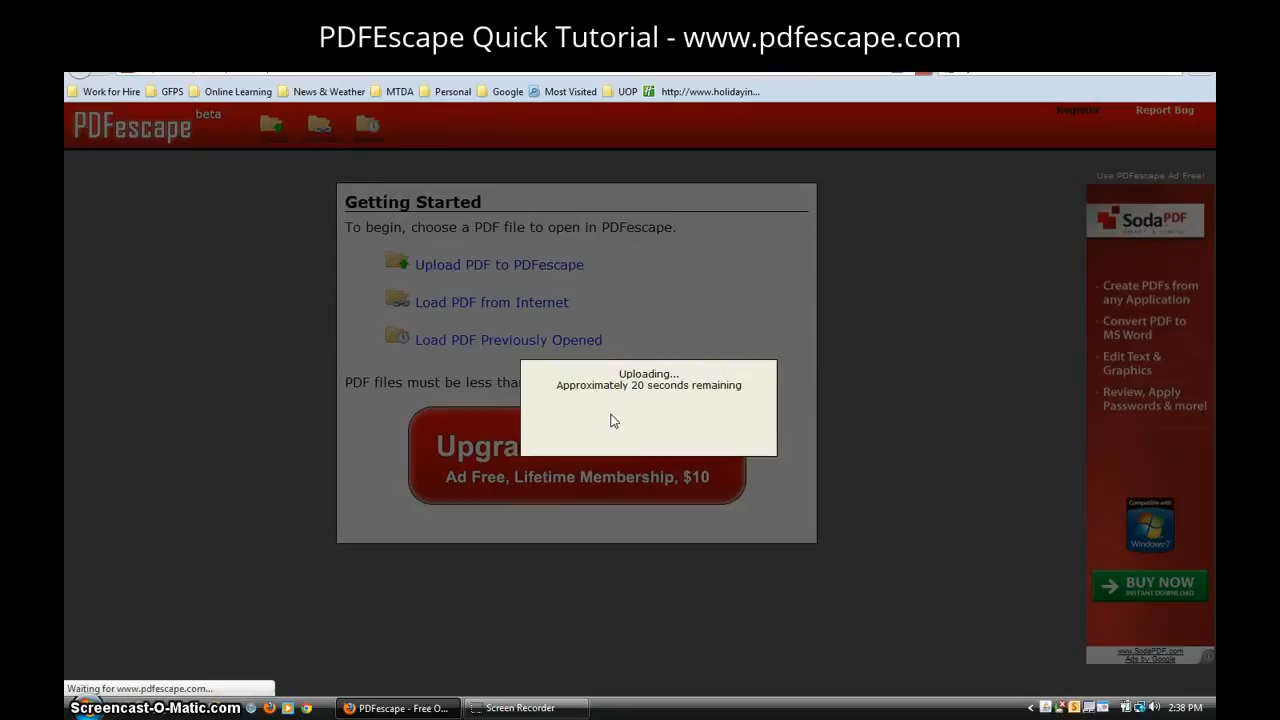 PDFEscape Quick Tutorial - www.pdfescape.com
Work for Hire GFPS Online Learning News & Weather MTDA Personal Google Most Visited UOP http://www.holidayin...
PDFescape beta
Register Report Bug
Use PDFescape Ad Free!
Getting Started
To begin, choose a PDF file to open in PDFescape.
Upload PDF to PDFescape
Load PDF from Internet
Load PDF Previously Opened
PDF files must be less than
Uploading...
Approximately 20 seconds remaining
Upgra
Ad Free, Lifetime Membership, $10
SodaPDF
· Create PDFs from
any Application
· Convert PDF to
MS Word
· Edit Text &
Graphics
· Review, Apply
Passwords & more!
Compatible with
Windows7
BUY NOW
INSTANT DOWNLOAD
www.SodaPDF.com
Ads by Google
Waiting for www.pdfescape.com...
Screencast-O-Matic.com
PDFescape - Free O...
Screen Recorder
2:38 PM